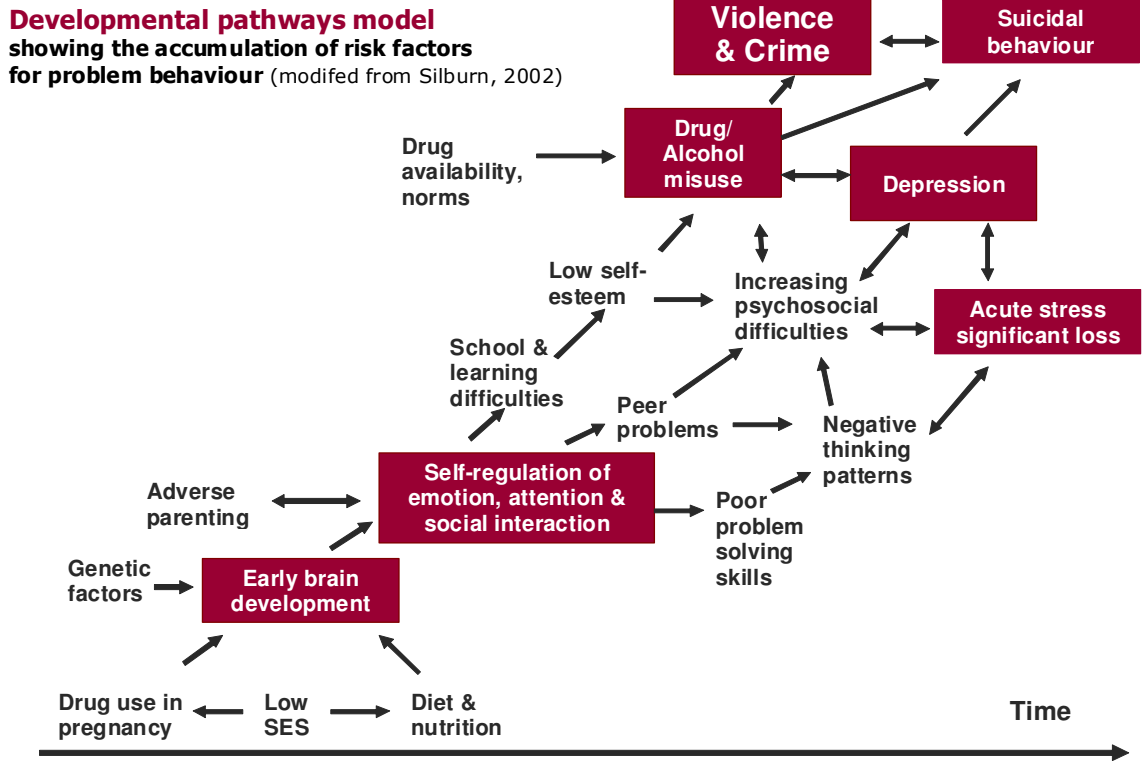 Developmental pathways model
showing the accumulation of risk factors
for problem behaviour (modifed from Silburn, 2002)
Violence
& Crime
Suicidal
behaviour
Drug
availability,
norms
Drug/
Alcohol
misuse
Depression
Low self-
esteem
Increasing
psychosocial
difficulties
Acute stress
significant loss
School &
learning
difficulties
Peer
problems
Negative
thinking
patterns
Adverse
parenting
Self-regulation of
emotion, attention &
social interaction
Poor
problem
solving
skills
Genetic
factors
Early brain
development
Drug use in
pregnancy
Low
SES
Diet &
nutrition
Time